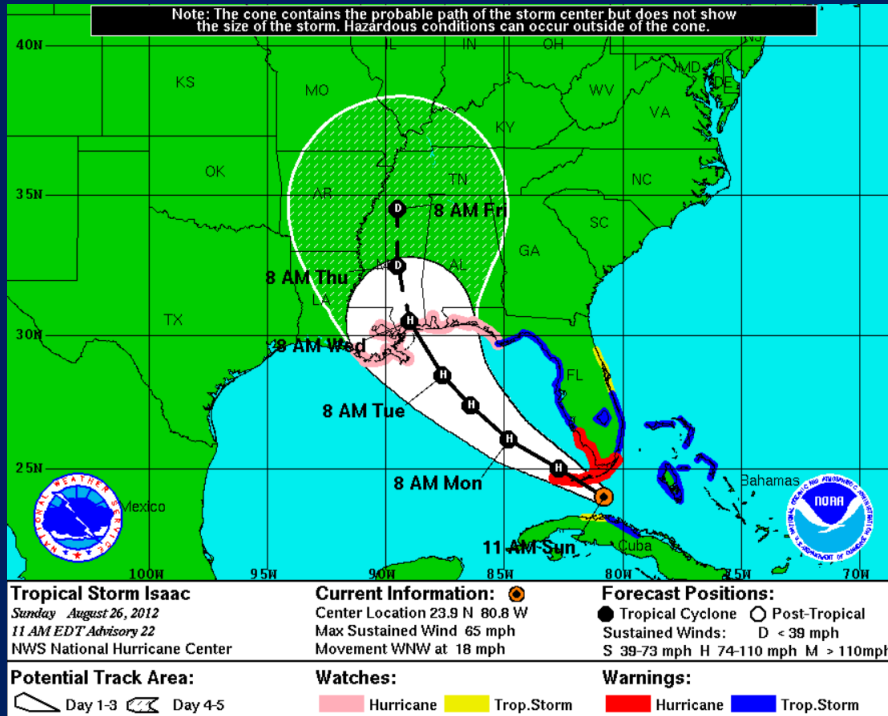 Note: The cone contains the probable path of the storm center but does not show
the size of the storm. Hazardous conditions can occur outside of the cone.
40N
IL
IN
OH
NJ
MD
DE
KS
MO
WV
VA
KY
OK
35N
AR
TN
NC
8 AM Fri
SC
GA
8 AM Thu
AL
LA
TX
30N
8 AM Wed
FL
8 AM Tue
25N
8 AM Mon
Bahamas
Mexico
11 AM Sun
Cuba
NATIONAL WEATHER SERVICE
NOAA
100W
95W
90W
85W
80W
75W
70W
D
D
H
H
H
H
H
Tropical Storm Isaac
Sunday August 26, 2012
11 AM EDT Advisory 22
NWS National Hurricane Center
Current Information:
Center Location 23.9 N 80.8 W
Max Sustained Wind 65 mph
Movement WNW at 18 mph
Forecast Positions:
Tropical Cyclone Post-Tropical
Sustained Winds: D < 39 mph
S 39-73 mph H 74-110 mph M > 110mph
Potential Track Area:
Day 1-3 Day 4-5
Watches:
Hurricane Trop.Storm
Warnings:
Hurricane Trop.Storm